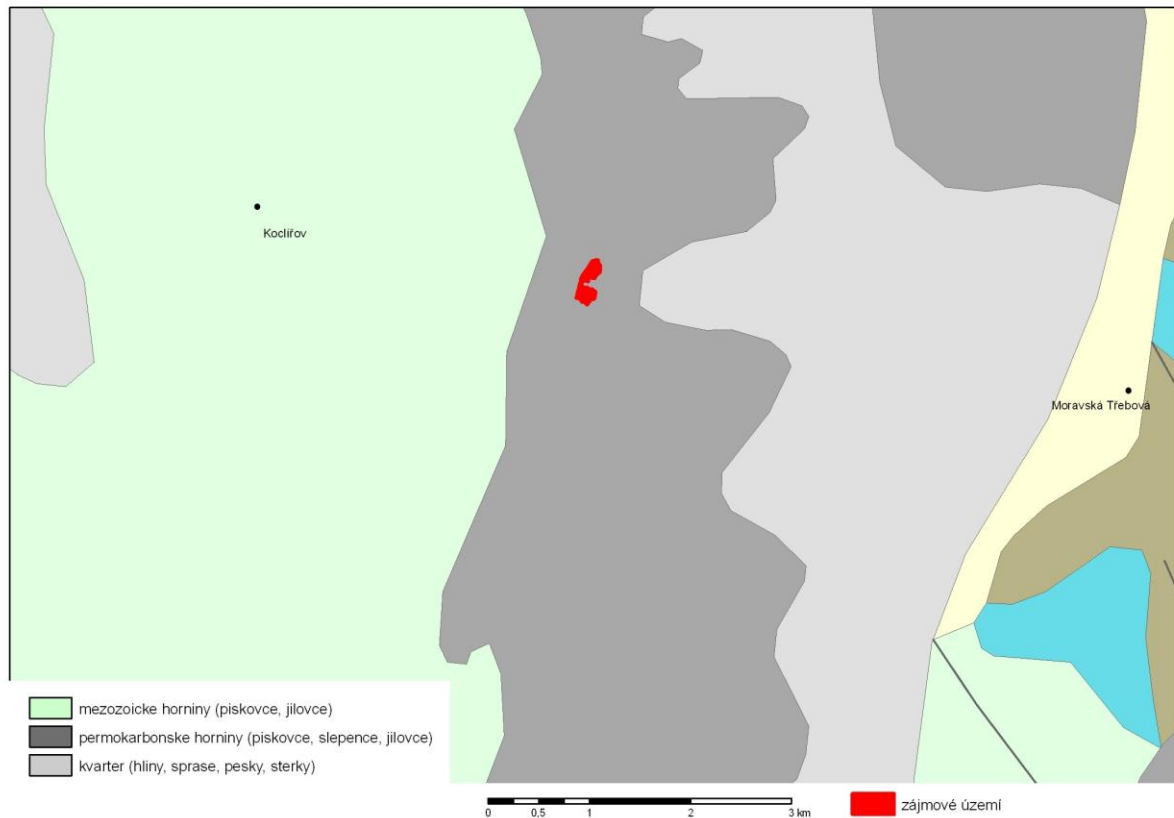 Koclířov
Moravská Třebová
mezozoicke horniny (piskovce, jilovce)
permokarbonske horniny (piskovce, slepence, jilovce)
kvarter (hliny, sprase, pesky, sterky)
0 0,5 1 2 3 km
zájmové území